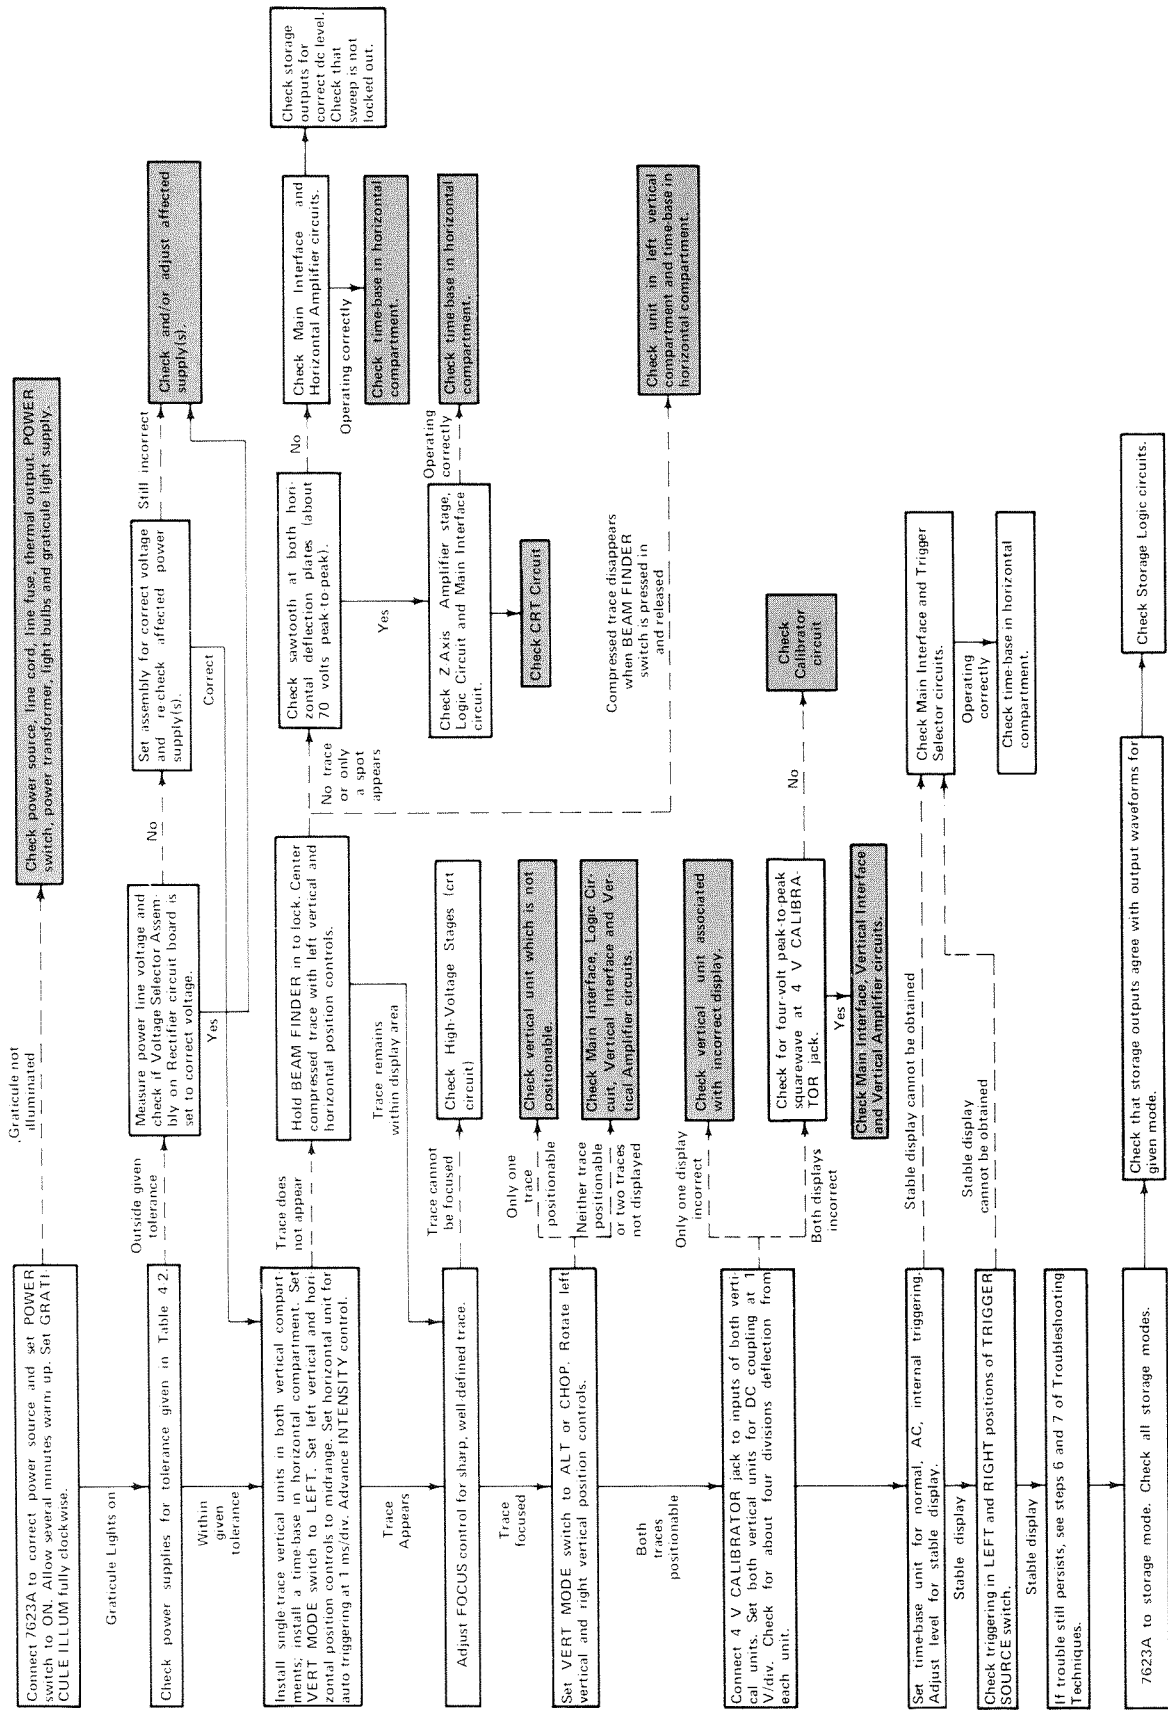 Connect 7623A to correct power source and set POWER
switch to ON. Allow several minutes warm up. Set GRATI-
CULE ILLUM fully clockwise.
Graticule not
illuminated
Check power source, line cord, line fuse, thermal output. POWER
switch, power transformer, light bulbs and graticule light supply.
Graticule Lights on
Check power supplies for tolerance given in Table 4 2.
Outside given
tolerance
Measure power line voltage and
check if Voltage Selector Assem-
bly on Rectifier circuit board is
set to correct voltage.
No
Set assembly for correct voltage
and re-check affected power
supply(s).
Still incorrect
Check and/or adjust affected
supply(s).
Yes
Correct
Within
given
tolerance
Install single-trace vertical units in both vertical compart-
ments; install a time-base in horizontal compartment. Set
VERT MODE switch to LEFT. Set left vertical and hori-
zontal position controls to midrange. Set horizontal unit for
auto triggering at 1 ms/div. Advance INTENSITY control.
Trace does
not appear
Hold BEAM FINDER in to lock. Center
compressed trace with left vertical and
horizontal position controls.
No trace
or only
a spot
appears
Check sawtooth at both hori-
zontal deflection plates (about
70 volts peak-to-peak).
No
Check Main Interface and
Horizontal Amplifier circuits.
Check storage
outputs for
correct dc level.
Check that
sweep is not
locked out.
Operating correctly
Check time-base in horizontal
compartment.
Yes
Check Z Axis Amplifier stage,
Logic Circuit and Main Interface
circuit.
Operating
correctly
Check time-base in horizontal
compartment.
Check CRT Circuit
Compressed trace disappears
when BEAM FINDER
switch is pressed in
and released
Check unit in left vertical
compartment and time-base in
horizontal compartment.
Trace remains
within display area
Trace
Appears
Adjust FOCUS control for sharp, well-defined trace.
Trace cannot
be focused
Check High-Voltage Stages (crt
circuit)
Trace
focused
Set VERT MODE switch to ALT or CHOP. Rotate left
vertical and right vertical position controls.
Only one
trace
positionable
Check vertical unit which is not
positionable.
Neither trace
positionable
or two traces
not displayed
Check Main Interface, Logic Cir-
cuit, Vertical Interface and Ver-
tical Amplifier circuits.
Both
traces
positionable
Connect 4 V CALIBRATOR jack to inputs of both verti-
cal units. Set both vertical units for DC coupling at 1
V/div. Check for about four divisions deflection from
each unit.
Only one display
incorrect
Check vertical unit associated
with incorrect display.
Both displays
incorrect
Check for four-volt peak-to-peak
squarewave at 4 V CALIBRA-
TOR jack.
No
Check
Calibrator
circuit
Yes
Check Main Interface, Vertical Interface
and Vertical Amplifier circuits.
Set time-base unit for normal, AC, internal triggering.
Adjust level for stable display.
Stable display cannot be obtained
Check Main Interface and Trigger
Selector circuits.
Operating
correctly
Check time-base in horizontal
compartment.
Stable display
Check triggering in LEFT and RIGHT positions of TRIGGER
SOURCE switch.
Stable display
cannot be obtained
Stable display
If trouble still persists, see steps 6 and 7 of Troubleshooting
Techniques.
7623A to storage mode. Check all storage modes.
Check that storage outputs agree with output waveforms for
given mode.
Check Storage Logic circuits.